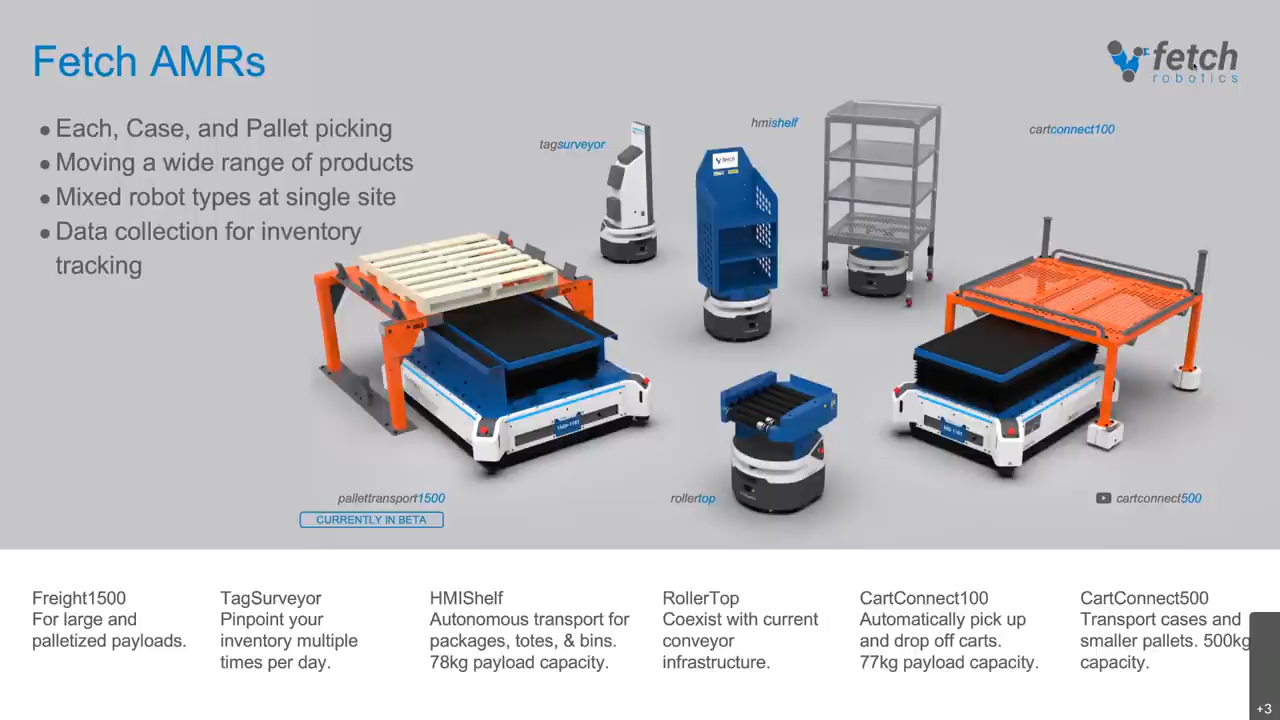 Fetch AMRs
fetch
robotics
Each, Case, and Pallet picking
Moving a wide range of products
Mixed robot types at single site
Data collection for inventory
tracking
tagsurveyor
hmishelf
cartconnect100
fetch
pallettransport1500
CURRENTLY IN BETA
rollertop
cartconnect500
Freight1500
For large and
palletized payloads.
TagSurveyor
Pinpoint your
inventory multiple
times per day.
HMIShelf
Autonomous transport for
packages, totes, & bins.
78kg payload capacity.
RollerTop
Coexist with current
conveyor
infrastructure.
CartConnect100
Automatically pick up
and drop off carts.
77kg payload capacity.
CartConnect500
Transport cases and
smaller pallets. 500kg
capacity.
+3